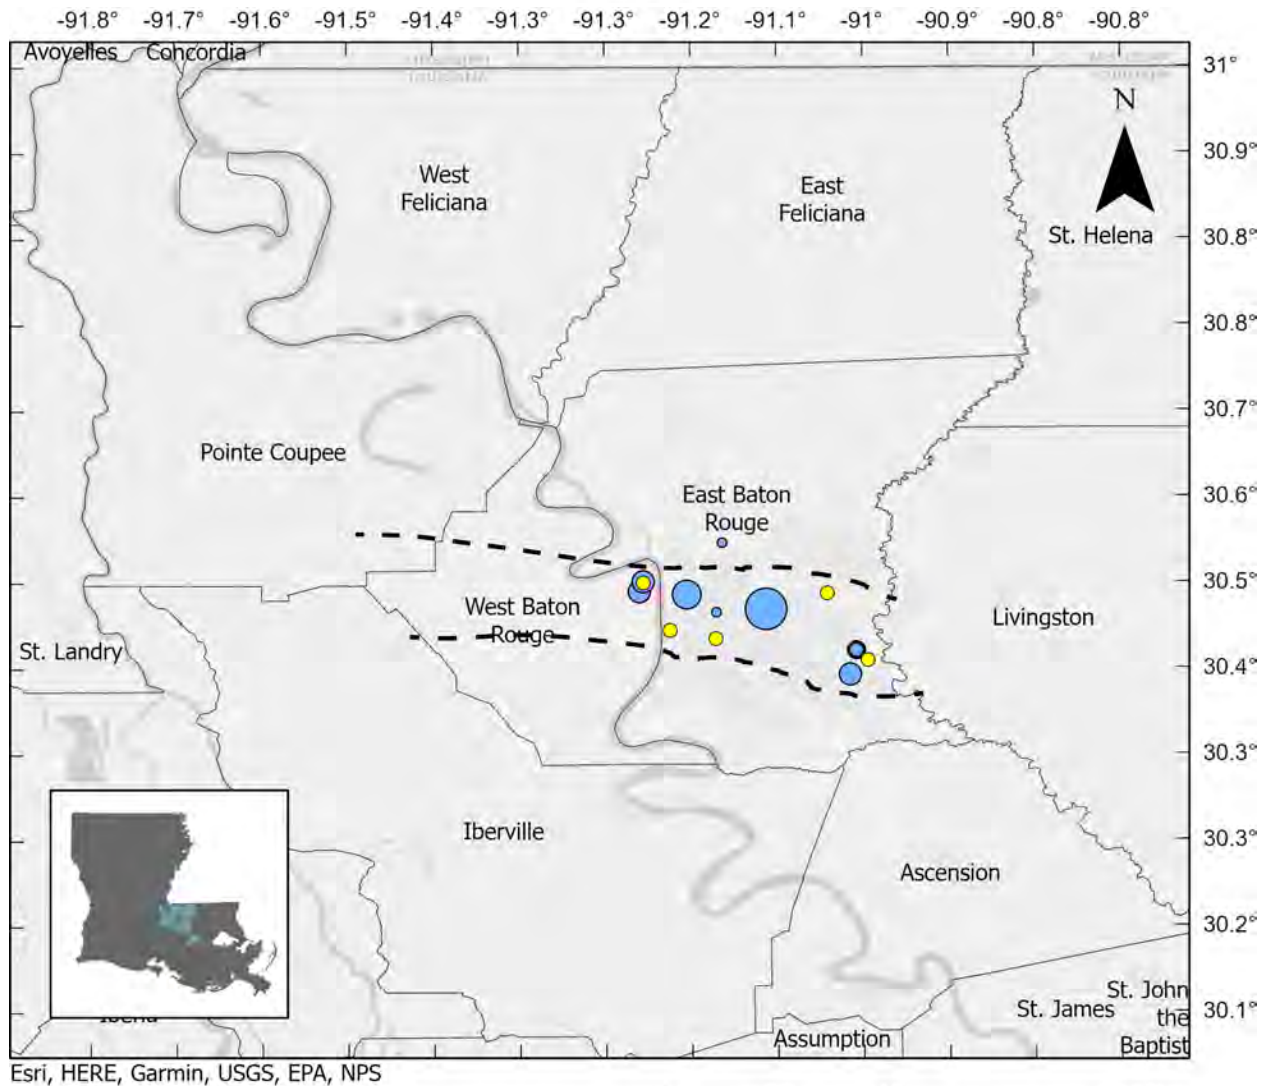 -91.8° -91.7° -91.6° -91.5° -91.4° -91.3° -91.3° -91.2° -91.1° -91.0° -90.9° -90.8° -90.8°
Avoyelles Concordia
31°
N
30.9°
West
Feliciana
East
Feliciana
St. Helena
30.8°
30.8°
30.7°
Pointe Coupee
East Baton
Rouge
30.6°
30.5°
West Baton
Rouge
Livingston
St. Landry
30.4°
30.3°
Iberville
30.3°
Ascension
30.2°
30.1°
St. James
St. John
the
Baptist
Assumption
Iberia
Esri, HERE, Garmin, USGS, EPA, NPS